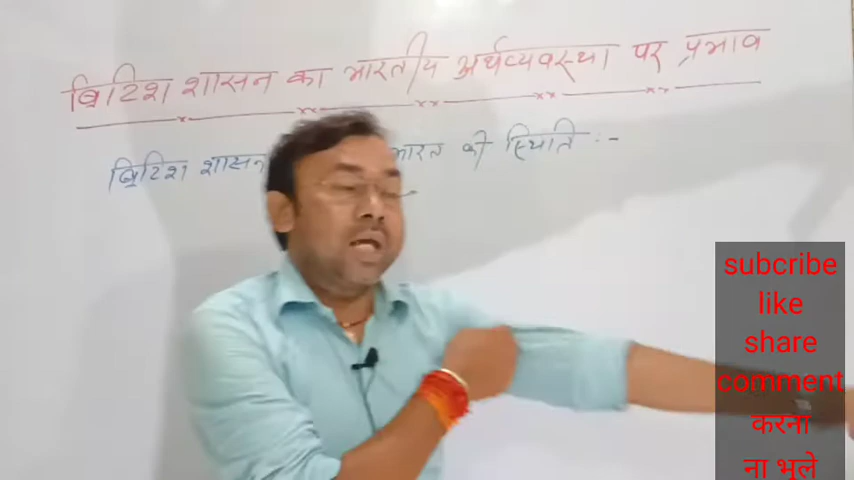 ब्रिटिश शासन का भारतीय अर्थव्यवस्था पर प्रभाव
ब्रिटिश शासन भारत की स्थिति :-
subcribe
like
share
comment
करना
ना भूले